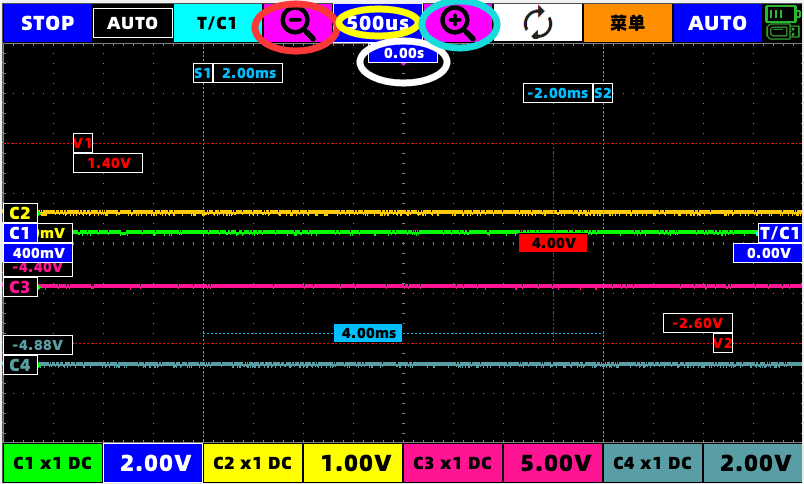 STOP AUTO T/C1 500us 菜单 AUTO
0.00s
S1 2.00ms
-2.00ms S2
V1
1.40V
C2
C1 mV T/C1
4.00V
400mV 0.00V
-4.40V
C3
-2.60V
4.00ms
-4.88V V2
C4
C1 x1 DC 2.00V C2 x1 DC 1.00V C3 x1 DC 5.00V C4 x1 DC 2.00V